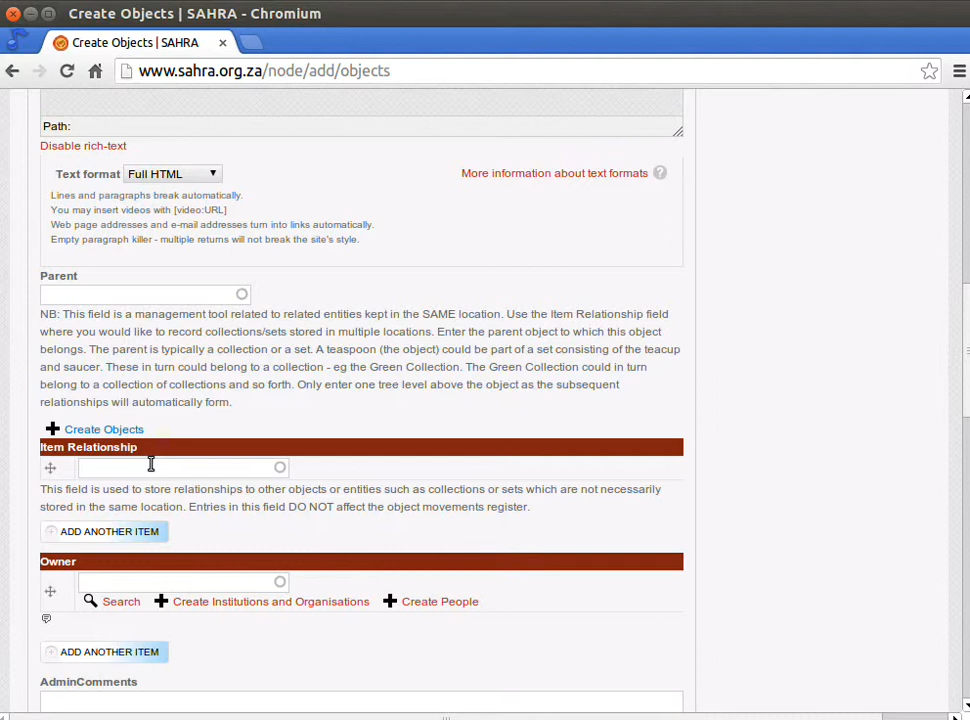 Create Objects | SAHRA - Chromium
Create Objects | SAHRA
www.sahra.org.za/node/add/objects
Path:
Disable rich-text
Text format Full HTML
More information about text formats
Lines and paragraphs break automatically.
You may insert videos with [video:URL]
Web page addresses and e-mail addresses turn into links automatically.
Empty paragraph killer - multiple returns will not break the site's style.
Parent
NB: This field is a management tool related to related entities kept in the SAME location. Use the Item Relationship field
where you would like to record collections/sets stored in multiple locations. Enter the parent object to which this object
belongs. The parent is typically a collection or a set. A teaspoon (the object) could be part of a set consisting of the teacup
and saucer. These in turn could belong to a collection - eg the Green Collection. The Green Collection could in turn
belong to a collection of collections and so forth. Only enter one tree level above the object as the subsequent
relationships will automatically form.
Create Objects
Item Relationship
This field is used to store relationships to other objects or entities such as collections or sets which are not necessarily
stored in the same location. Entries in this field DO NOT affect the object movements register.
ADD ANOTHER ITEM
Owner
Search Create Institutions and Organisations Create People
ADD ANOTHER ITEM
AdminComments